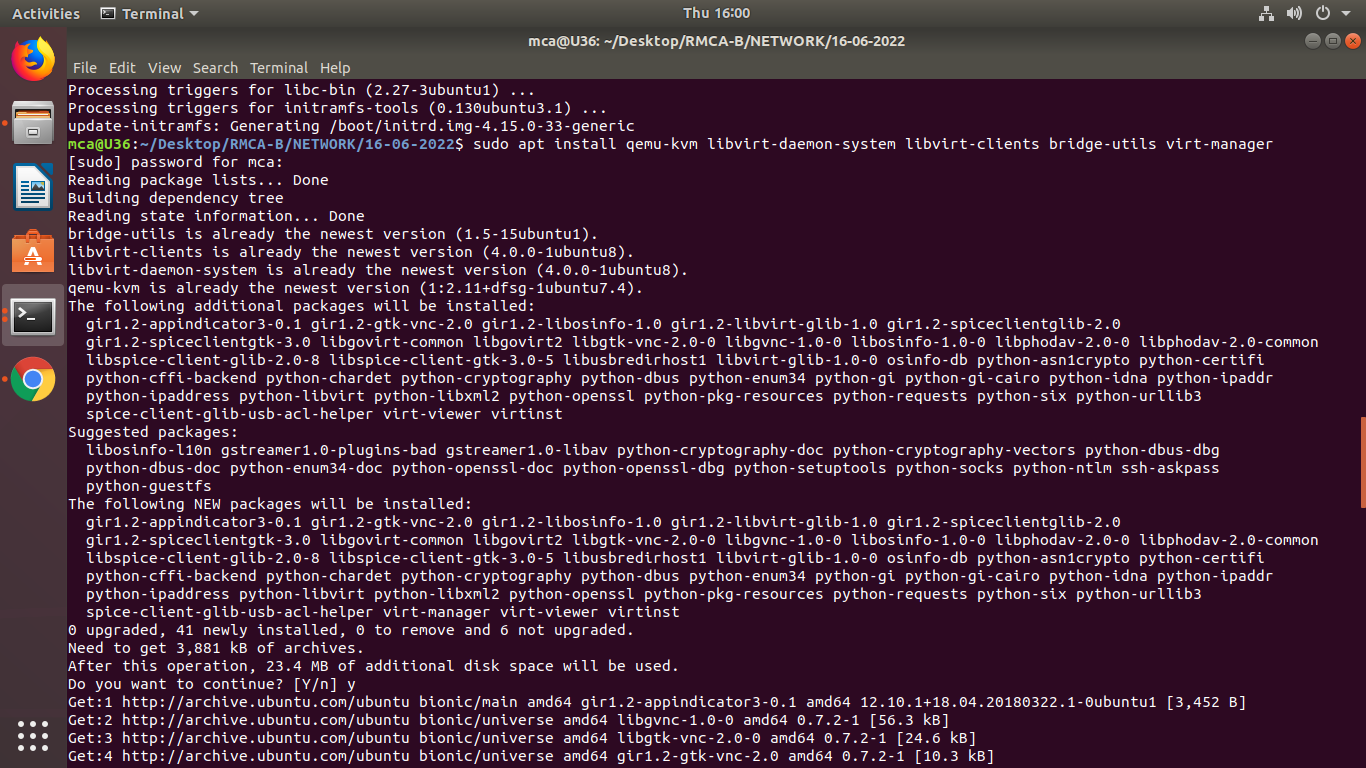 Activities Terminal Thu 16:00
mca@U36: ~/Desktop/RMCA-B/NETWORK/16-06-2022
File Edit View Search Terminal Help
Processing triggers for libc-bin (2.27-3ubuntu1) ...
Processing triggers for initramfs-tools (0.130ubuntu3.1) ...
update-initramfs: Generating /boot/initrd.img-4.15.0-33-generic
mca@U36:~/Desktop/RMCA-B/NETWORK/16-06-2022$ sudo apt install qemu-kvm libvirt-daemon-system libvirt-clients bridge-utils virt-manager
[sudo] password for mca:
Reading package lists... Done
Building dependency tree
Reading state information... Done
bridge-utils is already the newest version (1.5-15ubuntu1).
libvirt-clients is already the newest version (4.0.0-1ubuntu8).
libvirt-daemon-system is already the newest version (4.0.0-1ubuntu8).
qemu-kvm is already the newest version (1:2.11+dfsg-1ubuntu7.4).
The following additional packages will be installed:
gir1.2-appindicator3-0.1 gir1.2-gtk-vnc-2.0 gir1.2-libosinfo-1.0 gir1.2-libvirt-glib-1.0 gir1.2-spiceclientglib-2.0
gir1.2-spiceclientgtk-3.0 libgovirt-common libgovirt2 libgtk-vnc-2.0-0 libgvnc-1.0-0 libosinfo-1.0-0 libphodav-2.0-0 libphodav-2.0-common
libspice-client-glib-2.0-8 libspice-client-gtk-3.0-5 libusbredirhost1 libvirt-glib-1.0-0 osinfo-db python-asn1crypto python-certifi
python-cffi-backend python-chardet python-cryptography python-dbus python-enum34 python-gi python-gi-cairo python-idna python-ipaddr
python-ipaddress python-libvirt python-libxml2 python-openssl python-pkg-resources python-requests python-six python-urllib3
spice-client-glib-usb-acl-helper virt-viewer virtinst
Suggested packages:
libosinfo-l10n gstreamer1.0-plugins-bad gstreamer1.0-libav python-cryptography-doc python-cryptography-vectors python-dbus-dbg
python-dbus-doc python-enum34-doc python-openssl-doc python-openssl-dbg python-setuptools python-socks python-ntlm ssh-askpass
python-guestfs
The following NEW packages will be installed:
gir1.2-appindicator3-0.1 gir1.2-gtk-vnc-2.0 gir1.2-libosinfo-1.0 gir1.2-libvirt-glib-1.0 gir1.2-spiceclientglib-2.0
gir1.2-spiceclientgtk-3.0 libgovirt-common libgovirt2 libgtk-vnc-2.0-0 libgvnc-1.0-0 libosinfo-1.0-0 libphodav-2.0-0 libphodav-2.0-common
libspice-client-glib-2.0-8 libspice-client-gtk-3.0-5 libusbredirhost1 libvirt-glib-1.0-0 osinfo-db python-asn1crypto python-certifi
python-cffi-backend python-chardet python-cryptography python-dbus python-enum34 python-gi python-gi-cairo python-idna python-ipaddr
python-ipaddress python-libvirt python-libxml2 python-openssl python-pkg-resources python-requests python-six python-urllib3
spice-client-glib-usb-acl-helper virt-manager virt-viewer virtinst
0 upgraded, 41 newly installed, 0 to remove and 6 not upgraded.
Need to get 3,881 kB of archives.
After this operation, 23.4 MB of additional disk space will be used.
Do you want to continue? [Y/n] y
Get:1 http://archive.ubuntu.com/ubuntu bionic/main amd64 gir1.2-appindicator3-0.1 amd64 12.10.1+18.04.20180322.1-0ubuntu1 [3,452 B]
Get:2 http://archive.ubuntu.com/ubuntu bionic/universe amd64 libgvnc-1.0-0 amd64 0.7.2-1 [56.3 kB]
Get:3 http://archive.ubuntu.com/ubuntu bionic/universe amd64 libgtk-vnc-2.0-0 amd64 0.7.2-1 [24.6 kB]
Get:4 http://archive.ubuntu.com/ubuntu bionic/universe amd64 gir1.2-gtk-vnc-2.0 amd64 0.7.2-1 [10.3 kB]